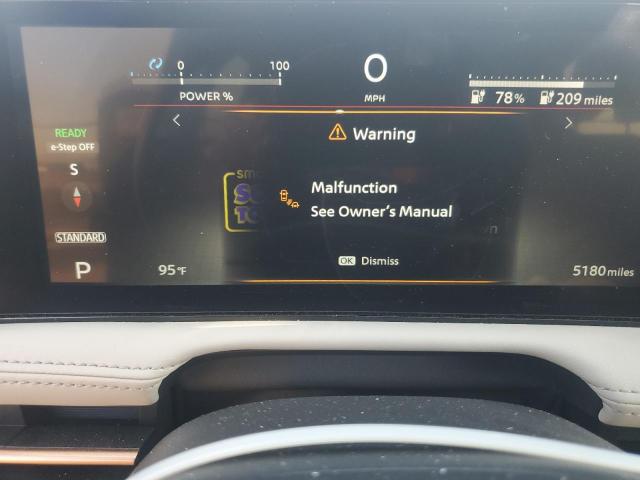 0 100 0
POWER % MPH 78% 209 miles
< >
READY
e-Step OFF
Warning
S
Malfunction
See Owner's Manual
STANDARD
OK Dismiss
P 95°F 5180 miles